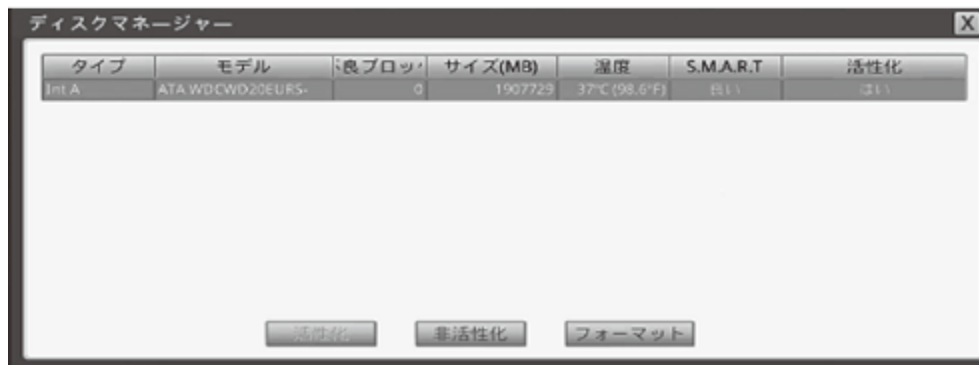 ディスクマネージャー X
タイプ モデル 良ブロッ サイズ(MB) 温度 S.M.A.R.T 活性化
Int A ATA WDCWD20EURS- 0 1907729 37°C (98.6°F) 良い はい
活性化 非活性化 フォーマット